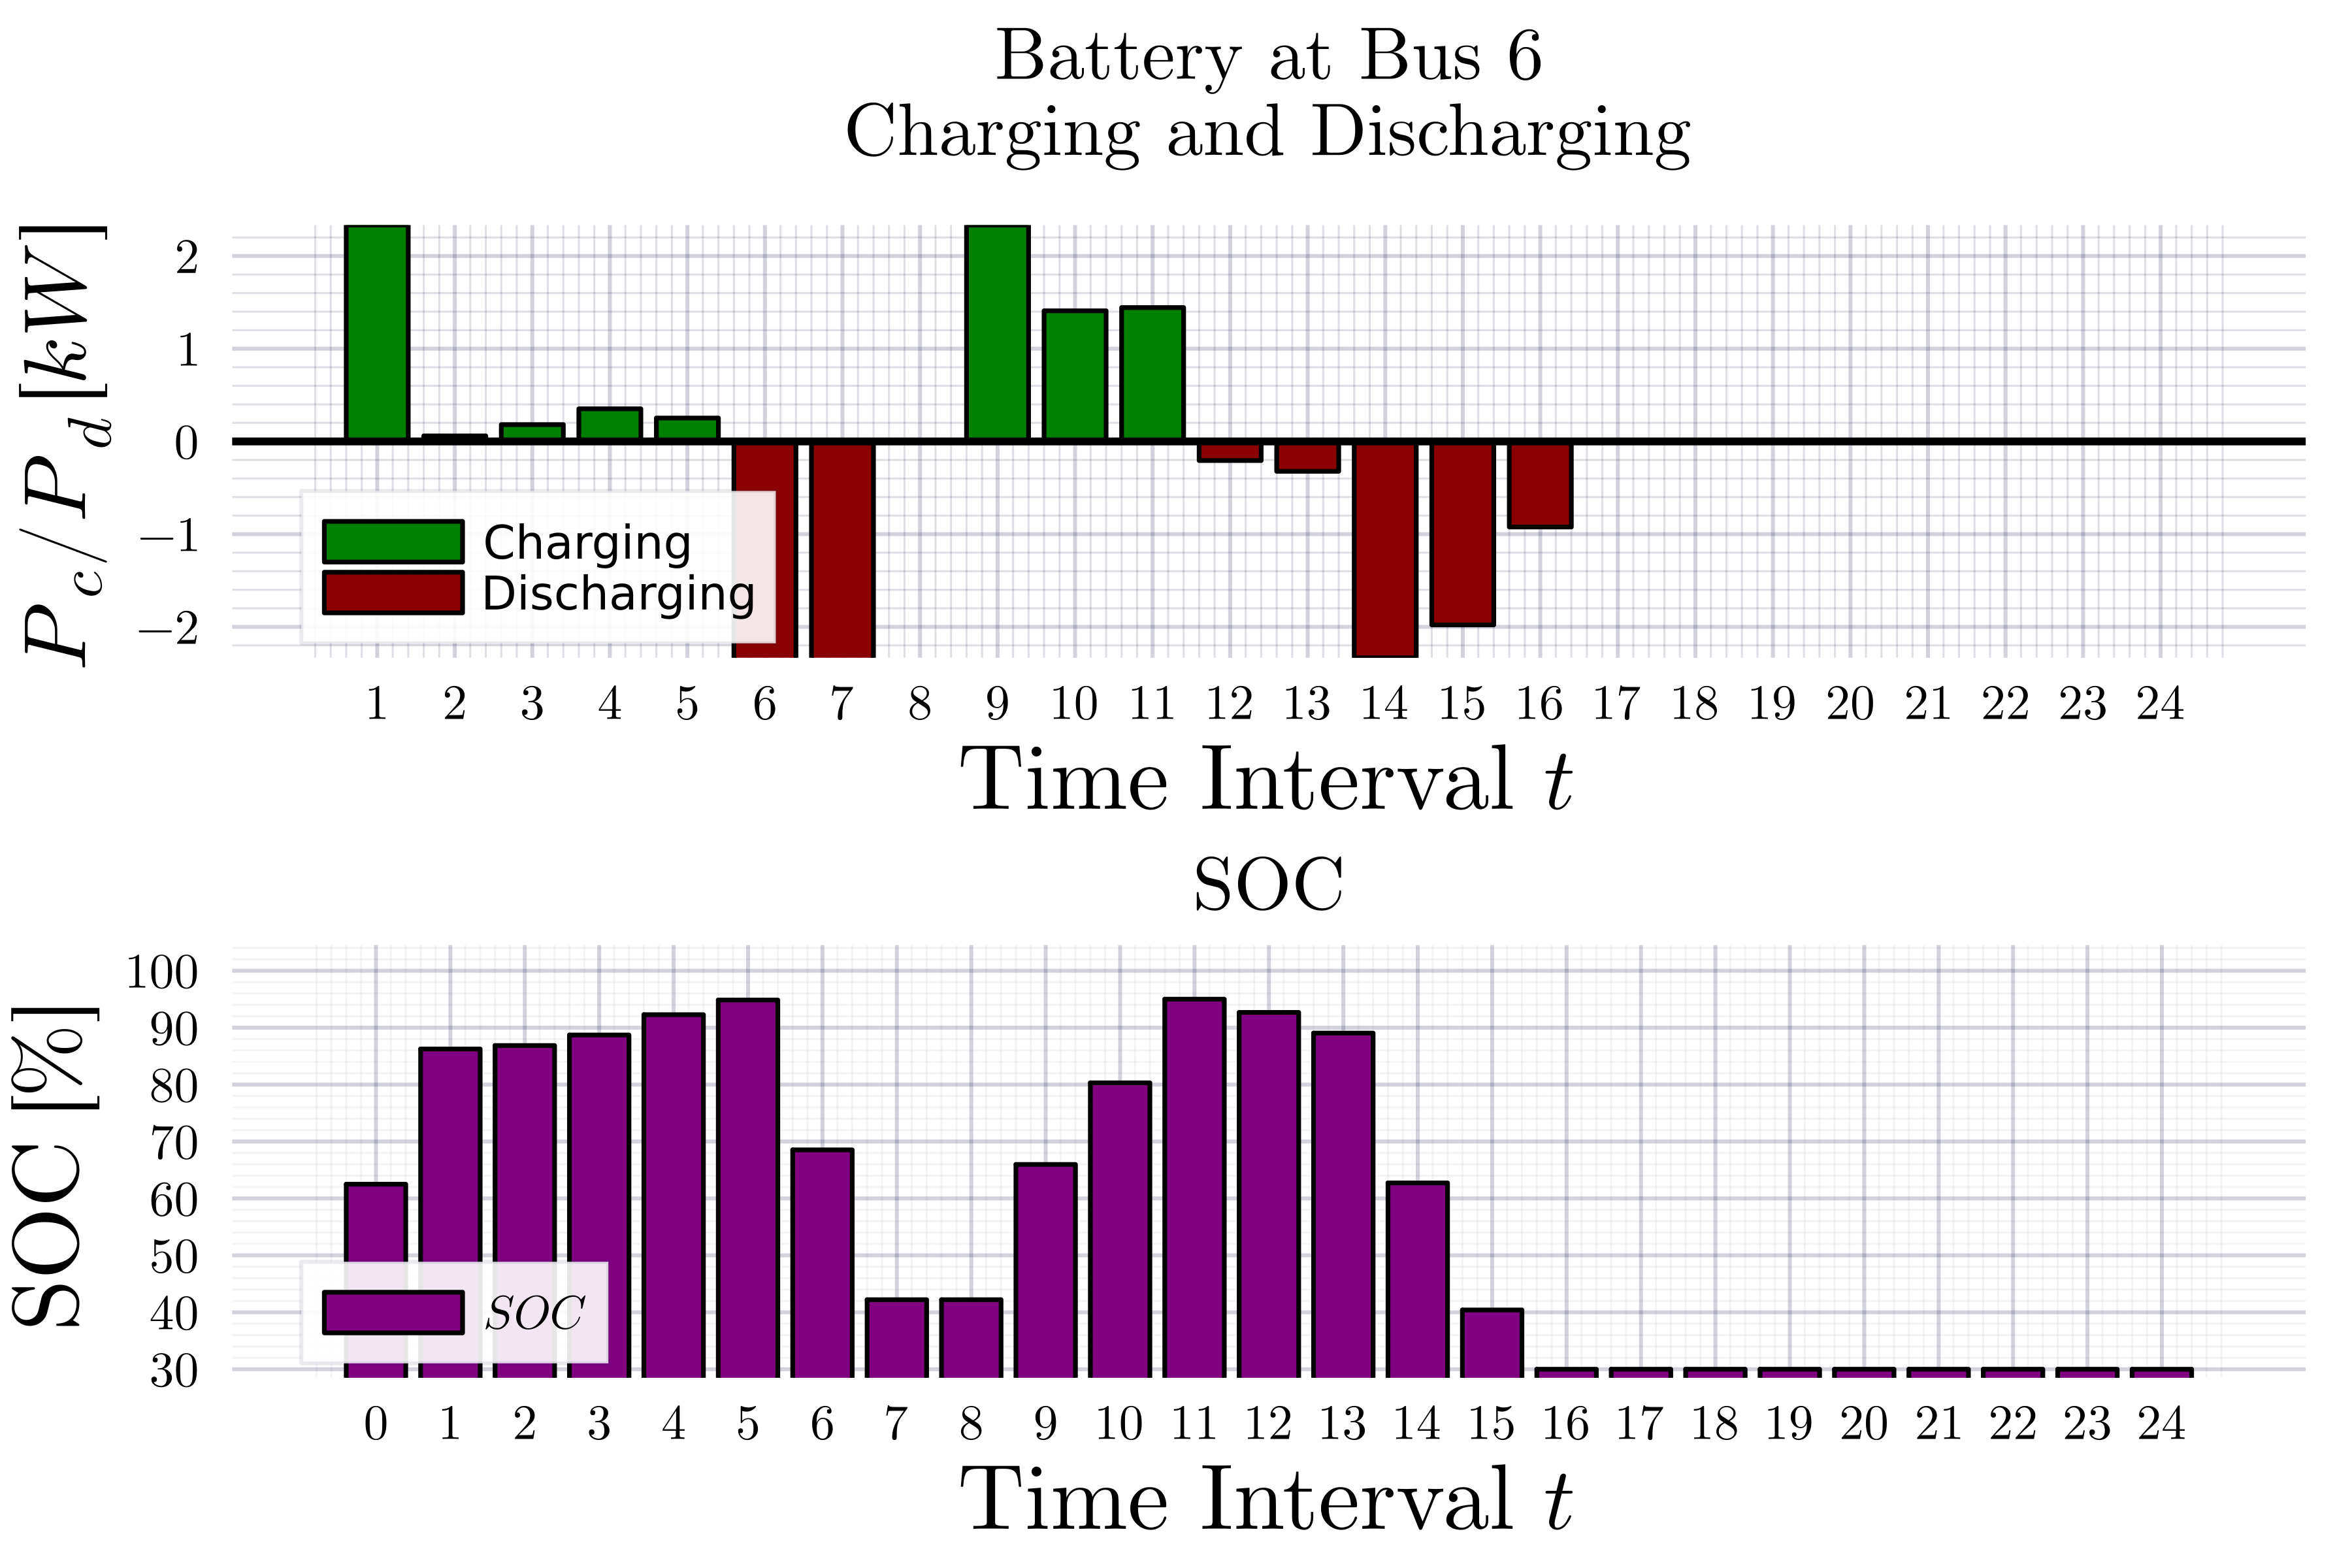 Battery at Bus 6
Charging and Discharging
P_c/P_d [kW]
2
1
0
−1
−2
Charging
Discharging
1 2 3 4 5 6 7 8 9 10 11 12 13 14 15 16 17 18 19 20 21 22 23 24
Time Interval t
SOC
SOC [%]
100
90
80
70
60
50
40
30
SOC
0 1 2 3 4 5 6 7 8 9 10 11 12 13 14 15 16 17 18 19 20 21 22 23 24
Time Interval t